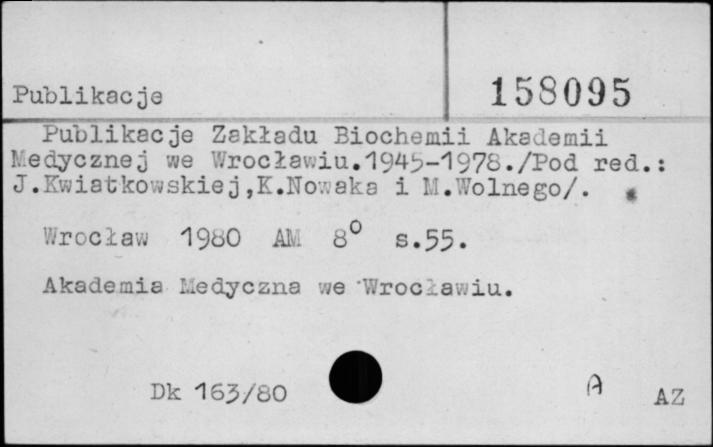 Publikacje 158095
Publikacje Zakładu Biochemii Akademii
Medycznej we Wrocławiu.1945-1978./Pod red.:
J.Kwiatkowskiej,K.Nowaka i M.Wolnego/.
Wrocław 1980 AM 8° s.55.
Akademia Medyczna we Wrocławiu.
Dk 163/80 A AZ